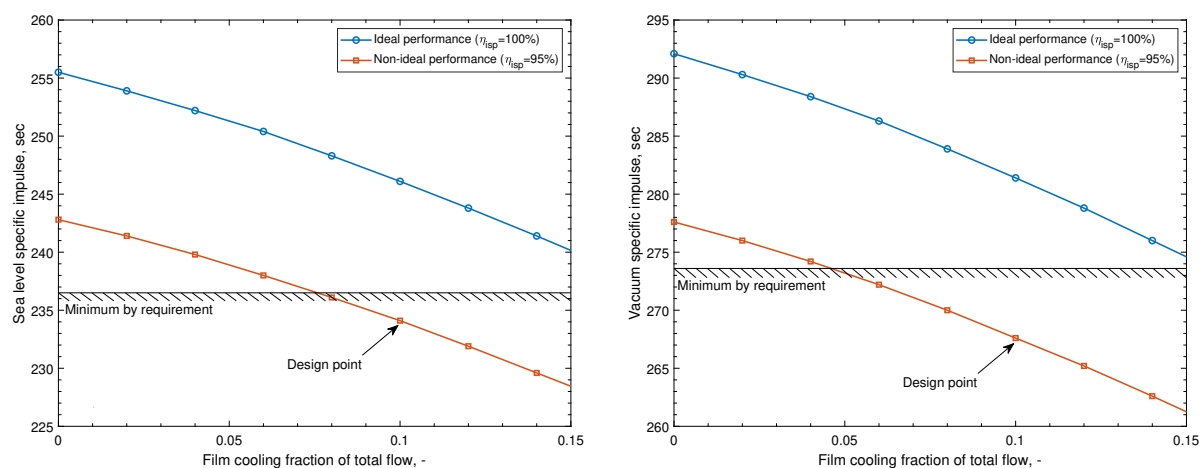 260
255
250
245
240
235
230
225
Sea level specific impulse, sec
Ideal performance (ηisp=100%)
Non-ideal performance (ηisp=95%)
Minimum by requirement
Design point
0
0.05
0.1
0.15
Film cooling fraction of total flow, -
295
290
285
280
275
270
265
260
Vacuum specific impulse, sec
Ideal performance (ηisp=100%)
Non-ideal performance (ηisp=95%)
Minimum by requirement
Design point
0
0.05
0.1
0.15
Film cooling fraction of total flow, -